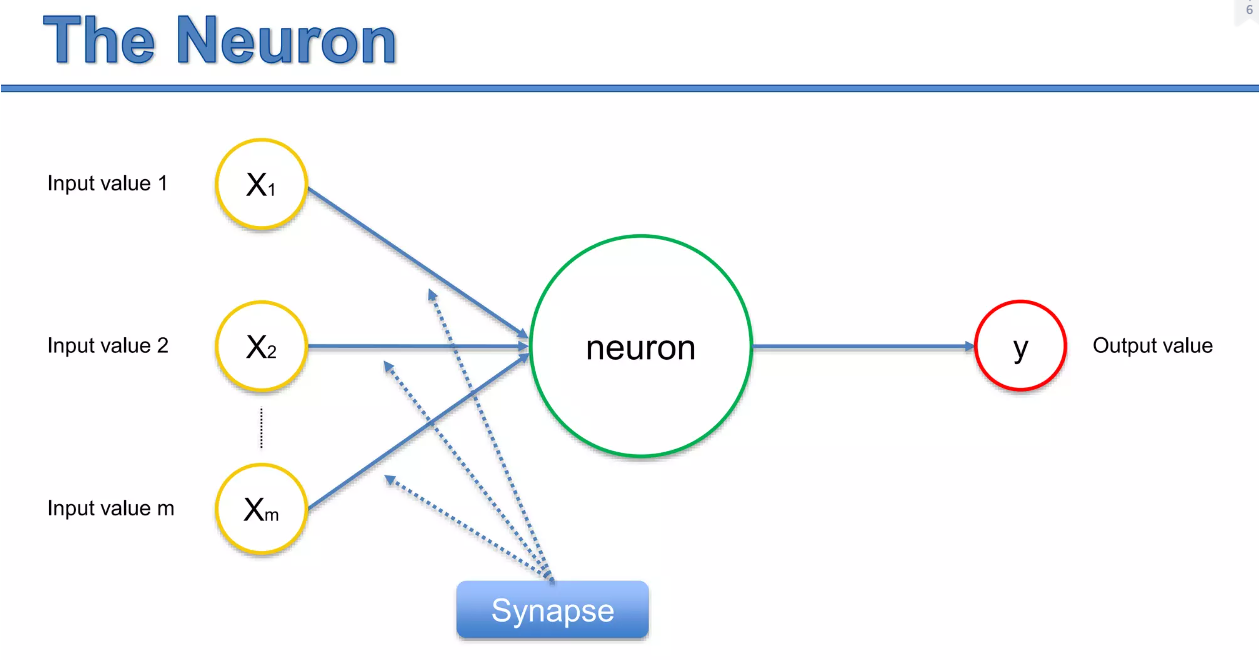 6
The Neuron
Input value 1
X1
Input value 2
X2
neuron
y
Output value
Input value m
Xm
Synapse